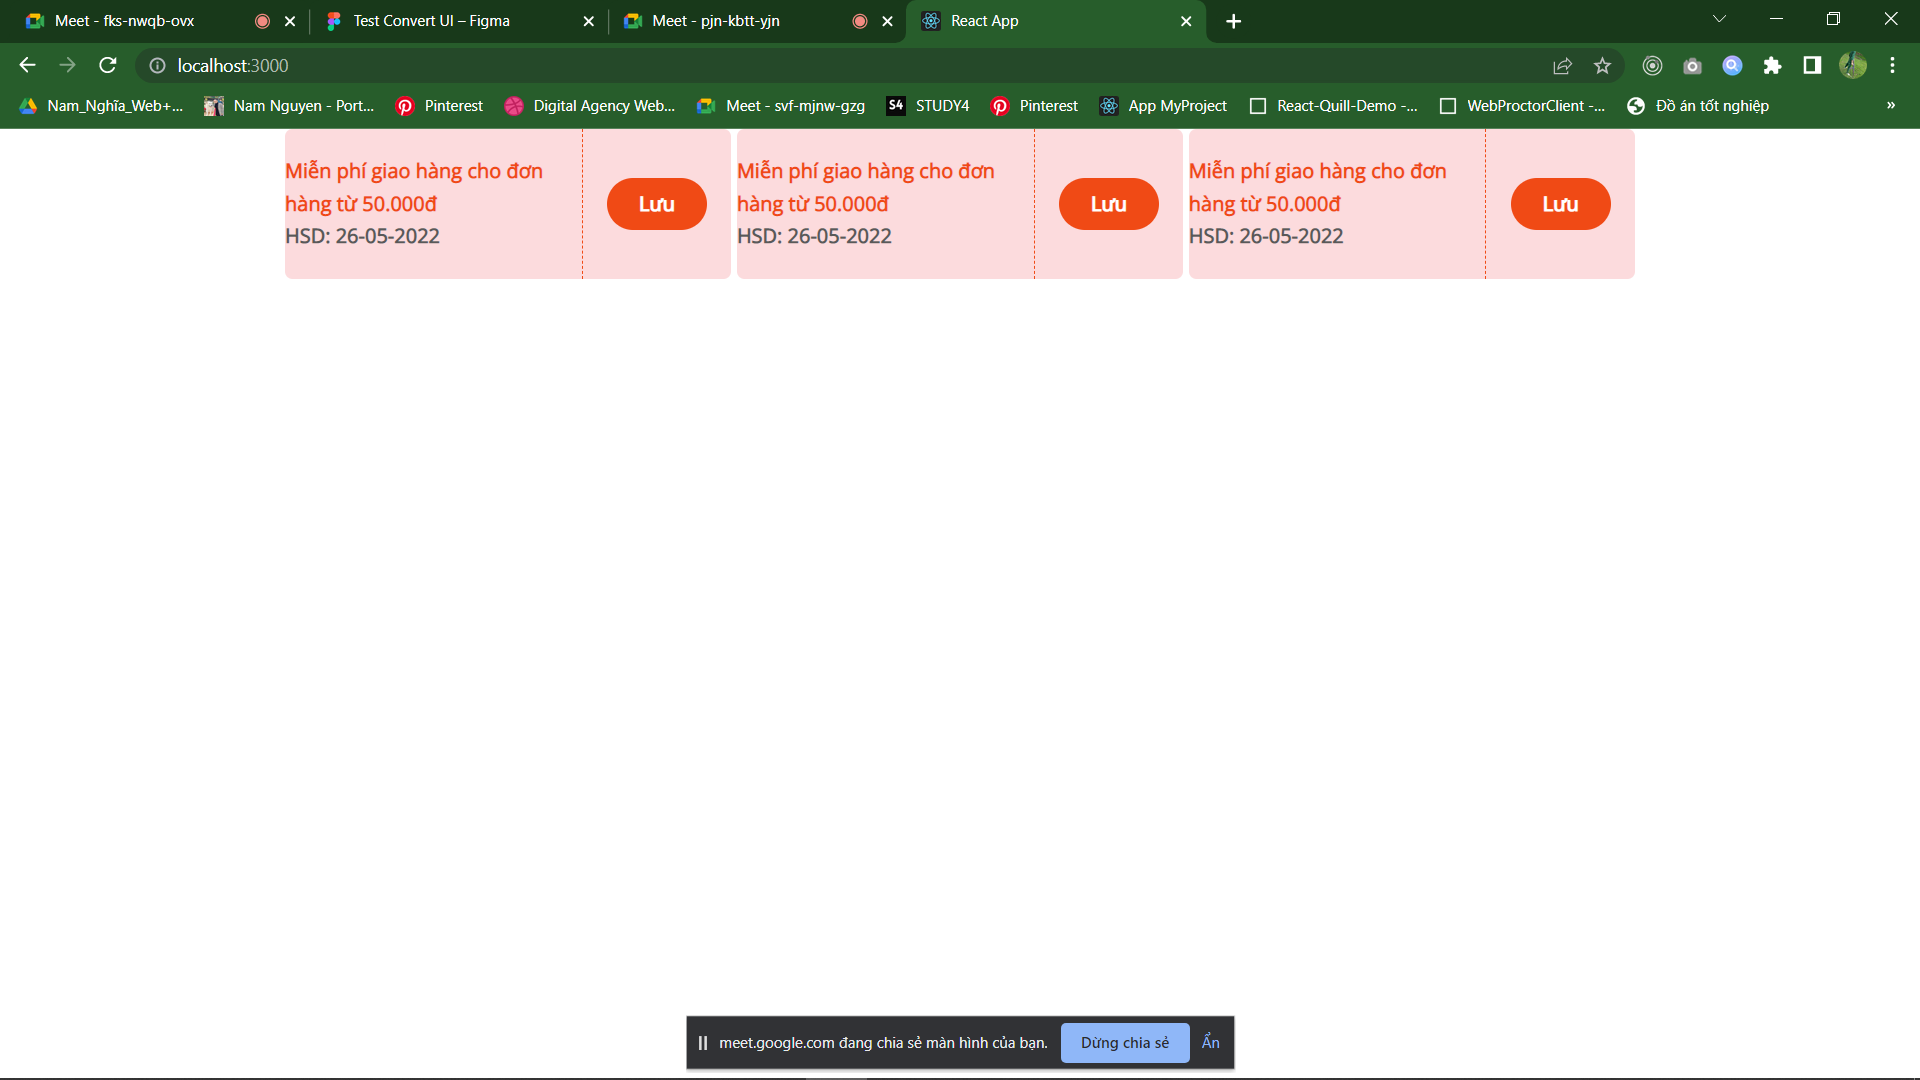 Meet - fks-nwqb-ovx
Test Convert UI – Figma
Meet - pjn-kbtt-yjn
React App
localhost:3000
Nam_Nghĩa_Web+...
Nam Nguyen - Port...
Pinterest
Digital Agency Web...
Meet - svf-mjnw-gzg
S4
STUDY4
Pinterest
App MyProject
React-Quill-Demo -...
WebProctorClient -...
Đồ án tốt nghiệp
»
Miễn phí giao hàng cho đơn
hàng từ 50.000đ
HSD: 26-05-2022
Lưu
Miễn phí giao hàng cho đơn
hàng từ 50.000đ
HSD: 26-05-2022
Lưu
Miễn phí giao hàng cho đơn
hàng từ 50.000đ
HSD: 26-05-2022
Lưu
meet.google.com đang chia sẻ màn hình của bạn.
Dừng chia sẻ
Ẩn